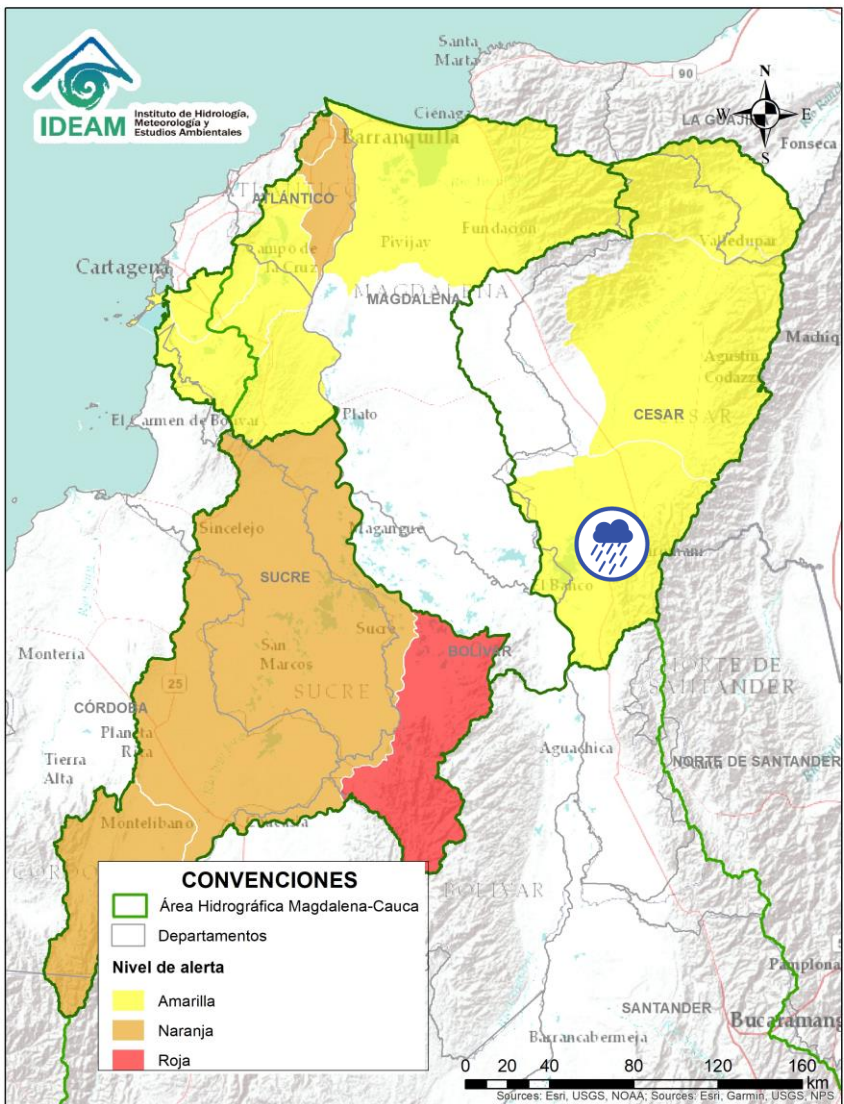 IDEAM
Instituto de Hidrología,
Meteorología y
Estudios Ambientales
Santa
Marta
90
N
W
E
S
LA GUAJIRA
Fonseca
Ciénaga
Barranquilla
ATLÁNTICO
Fundación
Pivijay
Campo de
la Cruz
Valledupar
Cartagena
MAGDALENA
MAGDALENA
Agustín
Codazzi
CESAR
El Carmen de Bolívar
Plato
Sincelejo
Magangue
SUCRE
El Banco
Sucre
San
Marcos
BOLÍVAR
Montería
SUCRE
25
NORTE DE
SANTANDER
CÓRDOBA
Planeta
Rica
Aguachica
Tierra
Alta
NORTE DE SANTANDER
Montelibano
BOLÍVAR
CONVENCIONES
Área Hidrográfica Magdalena-Cauca
Departamentos
Nivel de alerta
Amarilla
Naranja
Roja
Pamplona
SANTANDER
Bucaramang
Barrancabermeja
0 20 40 80 120 160
km
Sources: Esri, USGS, NOAA; Sources: Esri, Garmin, USGS, NPS